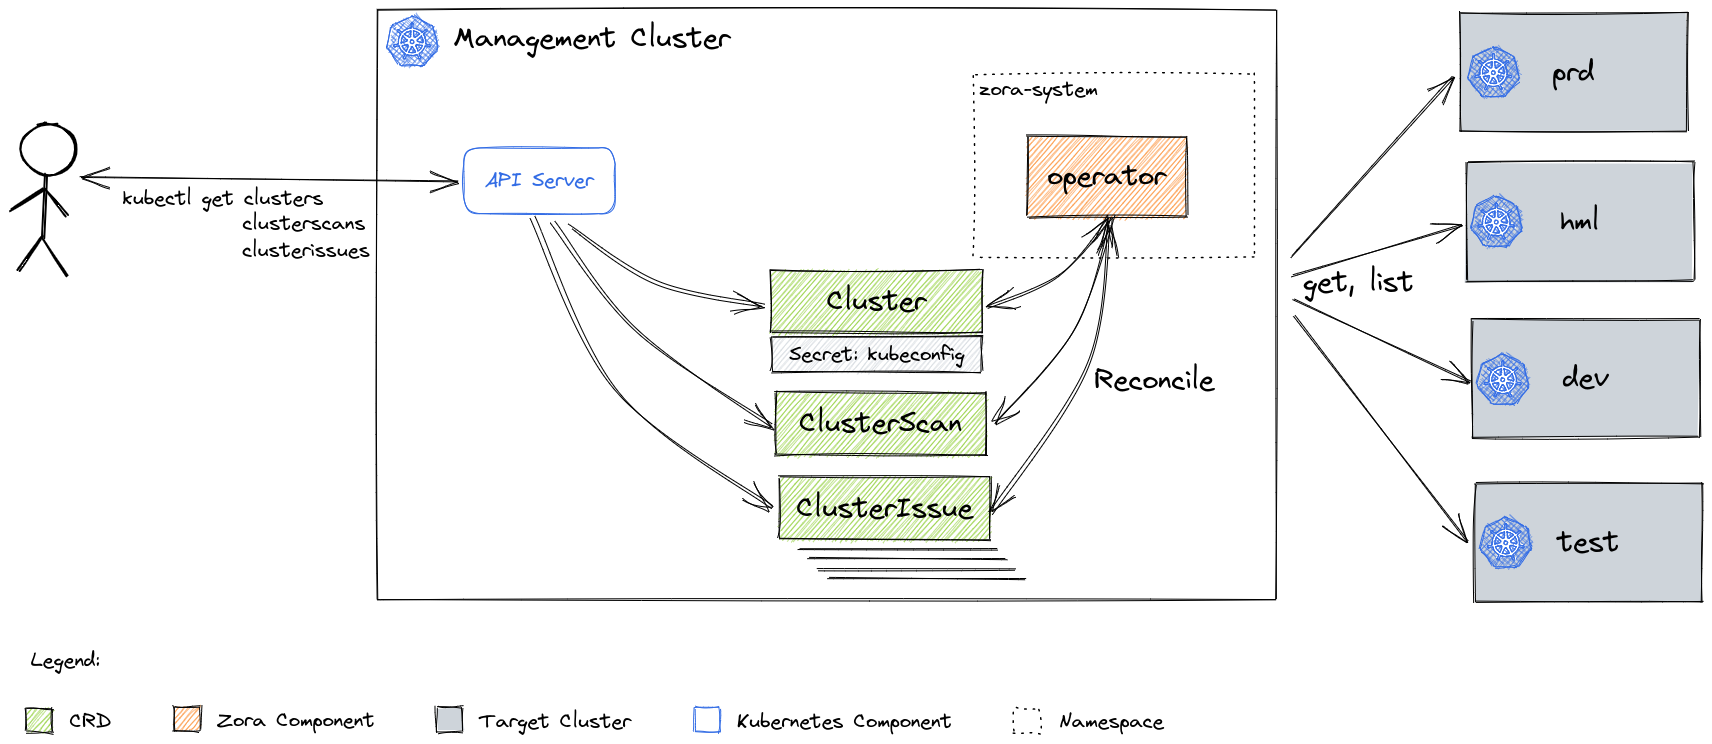 Management Cluster
zora-system
API Server
operator
kubectl get clusters
clusterscans
clusterissues
Cluster
Secret: kubeconfig
ClusterScan
ClusterIssue
Reconcile
get, list
prd
hml
dev
test
Legend:
CRD
Zora Component
Target Cluster
Kubernetes Component
Namespace